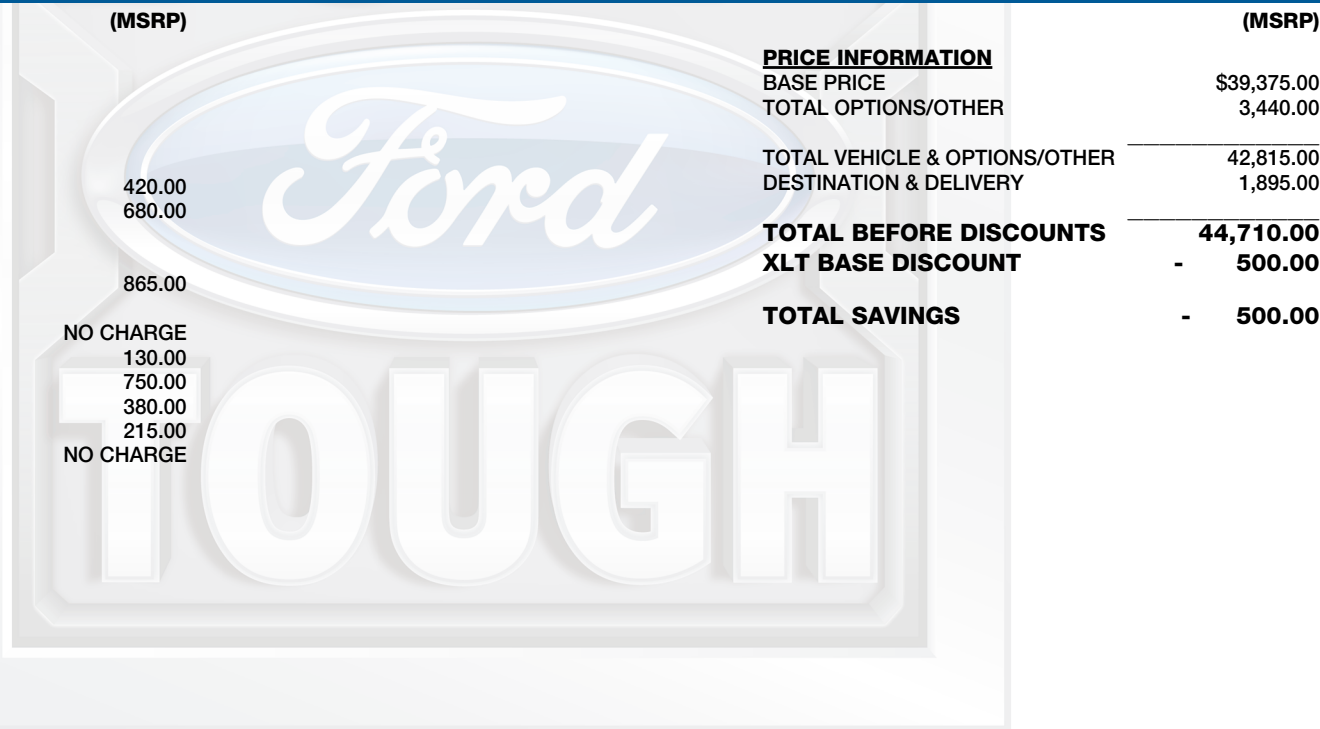 (MSRP)
420.00
680.00
865.00
NO CHARGE
130.00
750.00
380.00
215.00
NO CHARGE
(MSRP)
PRICE INFORMATION
BASE PRICE $39,375.00
TOTAL OPTIONS/OTHER 3,440.00
TOTAL VEHICLE & OPTIONS/OTHER 42,815.00
DESTINATION & DELIVERY 1,895.00
TOTAL BEFORE DISCOUNTS 44,710.00
XLT BASE DISCOUNT - 500.00
TOTAL SAVINGS - 500.00
Ford
TOUGH